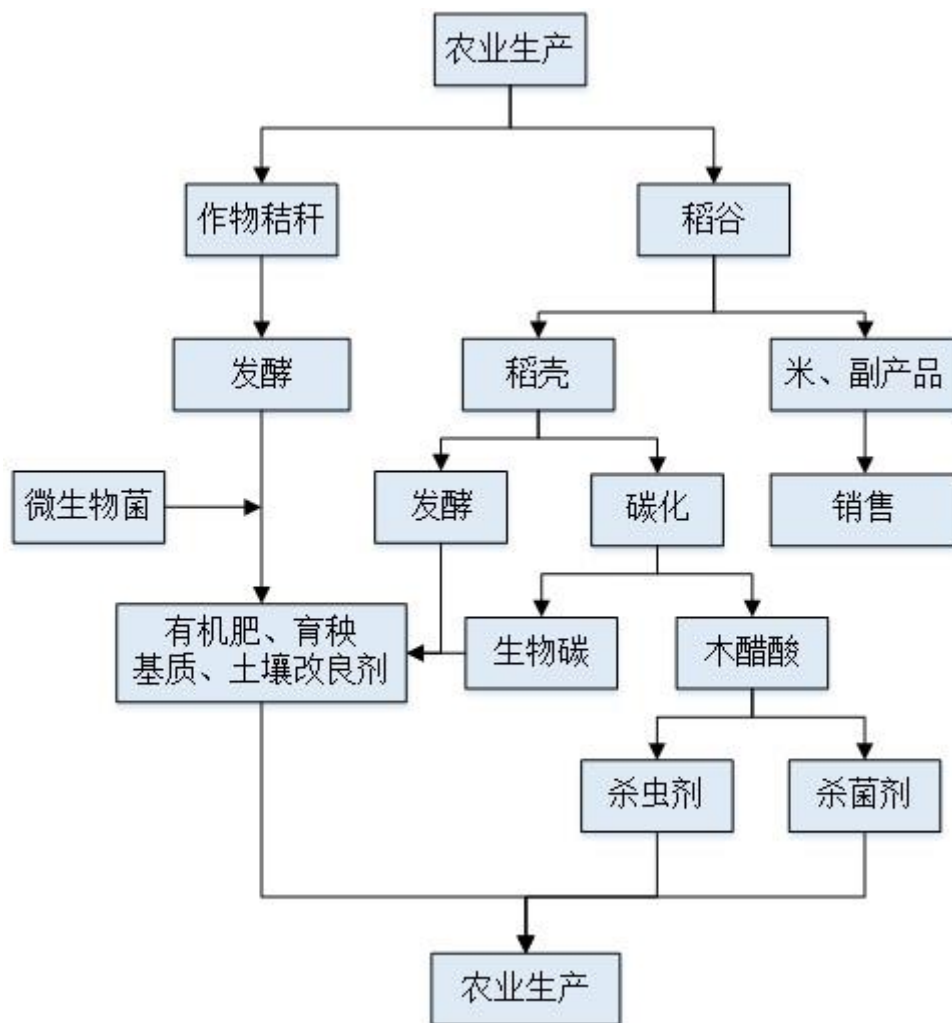 农业生产
作物秸秆
稻谷
发酵
稻壳
米、副产品
微生物菌
发酵
碳化
销售
有机肥、育秧
基质、土壤改良剂
生物碳
木醋酸
杀虫剂
杀菌剂
农业生产